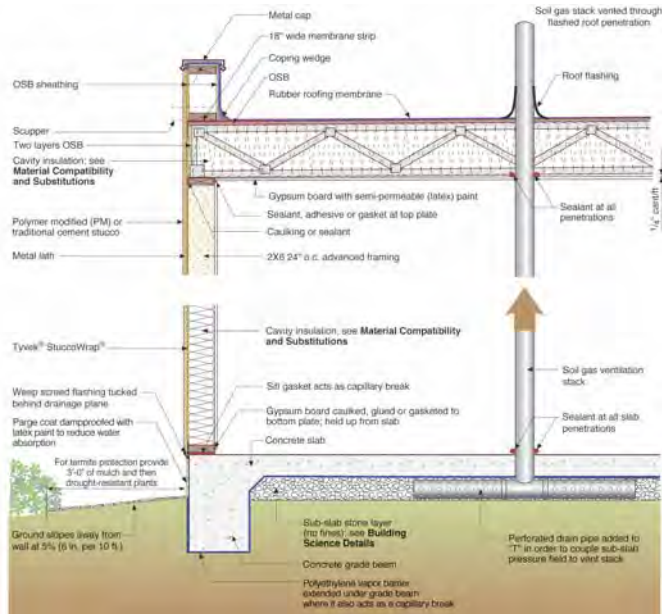 Metal cap
18" wide membrane strip
Coping wedge
OSB
Rubber roofing membrane
Soil gas stack vented through
flashed roof penetration
Roof flashing
OSB sheathing
Scupper
Two layers OSB
Cavity insulation; see
Material Compatibility
and Substitutions
Polymer modified (PM) or
traditional cement stucco
Metal lath
Gypsum board with semi-permeable (latex) paint
Sealant, adhesive or gasket at top plate
Caulking or sealant
2X6 24" o.c. advanced framing
Sealant at all
penetrations
Cavity insulation, see Material Compatibility
and Substitutions
Tyvek® StuccoWrap®
Weep screed flashing tucked
behind drainage plane
Parge coat dampproofed with
latex paint to reduce water
absorption
For termite protection provide
3'-0" of mulch and then
drought-resistant plants
Ground slopes away from
wall at 5% (6 in. per 10 ft.)
Sill gasket acts as capillary break
Gypsum board caulked, glued or gasketed to
bottom plate; held up from slab
Concrete slab
Soil gas ventilation
stack
Sealant at all slab
penetrations
Sub-slab stone layer
(no fines); see Building
Science Details
Concrete grade beam
Polyethylene vapor barrier
extended under grade beam
where it also acts as a capillary break
Perforated drain pipe added to
"T" in order to couple sub-slab
pressure field to vent stack